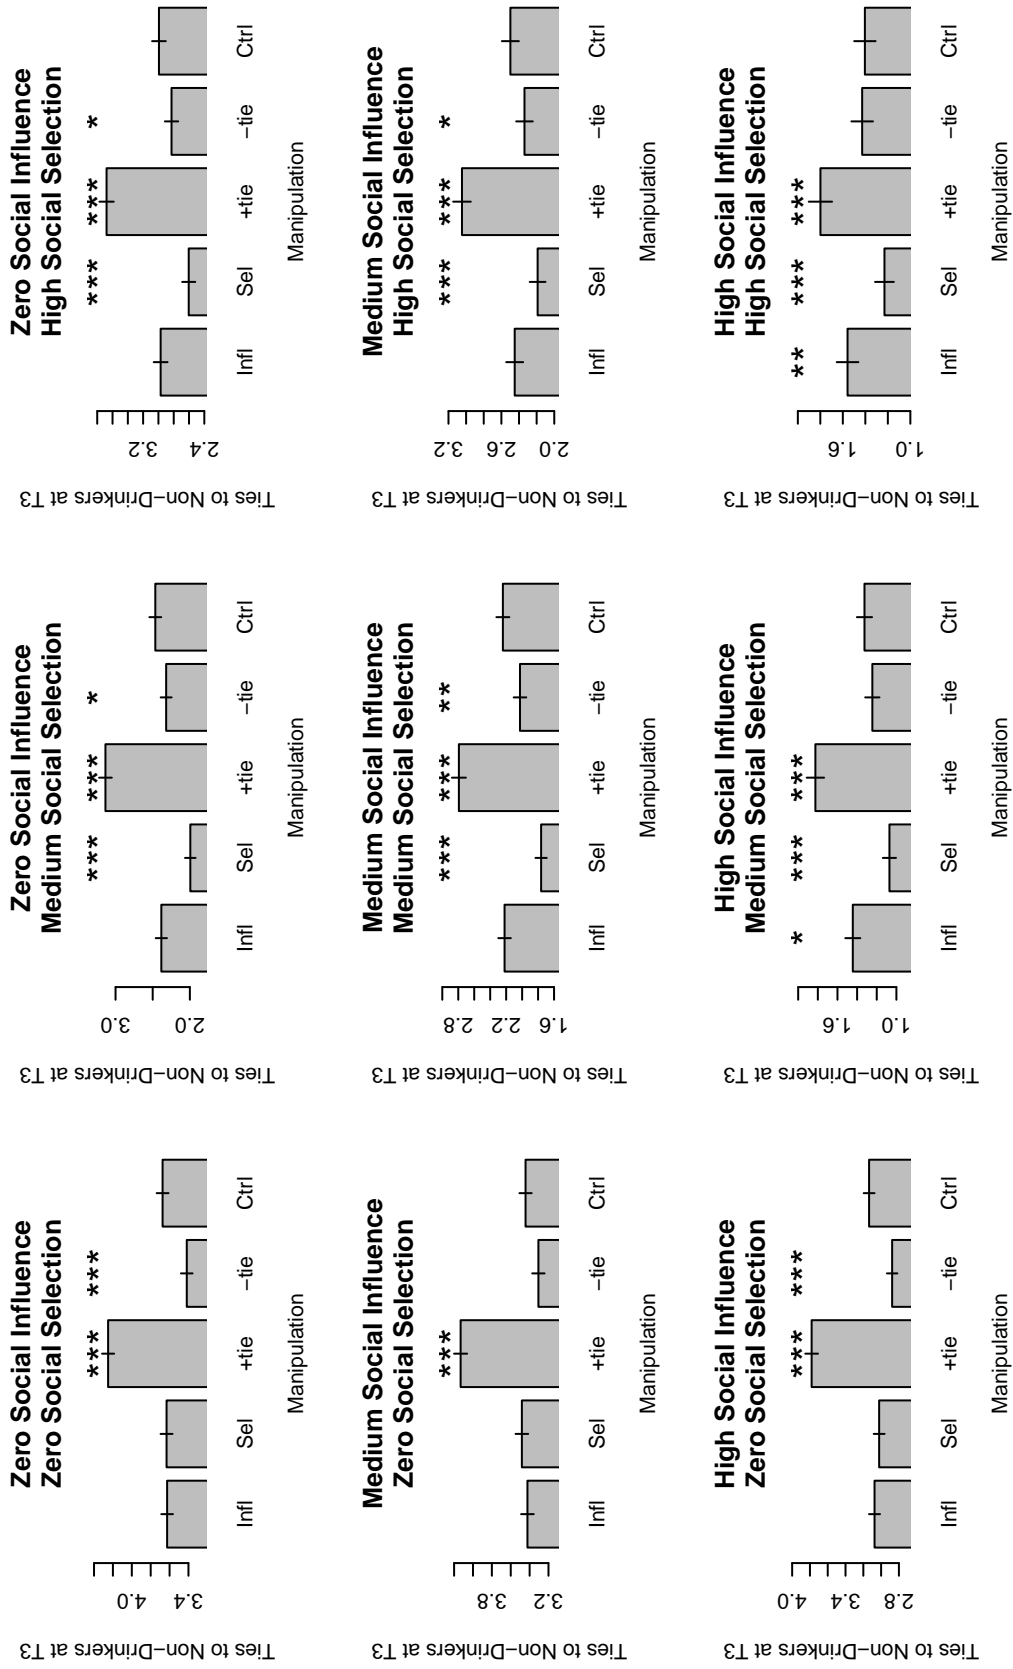 Zero Social Influence
Zero Social Selection
*** ***
Ties to Non−Drinkers at T3
4.0
3.4
Infl Sel +tie −tie Ctrl
Manipulation
Zero Social Influence
Medium Social Selection
*** *** *
Ties to Non−Drinkers at T3
3.0
2.0
Infl Sel +tie −tie Ctrl
Manipulation
Zero Social Influence
High Social Selection
*** *** *
Ties to Non−Drinkers at T3
3.2
2.4
Infl Sel +tie −tie Ctrl
Manipulation
Medium Social Influence
Zero Social Selection
***
Ties to Non−Drinkers at T3
3.8
3.2
Infl Sel +tie −tie Ctrl
Manipulation
Medium Social Influence
Medium Social Selection
*** *** **
Ties to Non−Drinkers at T3
2.8
2.2
1.6
Infl Sel +tie −tie Ctrl
Manipulation
Medium Social Influence
High Social Selection
*** *** *
Ties to Non−Drinkers at T3
3.2
2.6
2.0
Infl Sel +tie −tie Ctrl
Manipulation
High Social Influence
Zero Social Selection
*** ***
Ties to Non−Drinkers at T3
4.0
3.4
2.8
Infl Sel +tie −tie Ctrl
Manipulation
High Social Influence
Medium Social Selection
* *** ***
Ties to Non−Drinkers at T3
1.6
1.0
Infl Sel +tie −tie Ctrl
Manipulation
High Social Influence
High Social Selection
** *** ***
Ties to Non−Drinkers at T3
1.6
1.0
Infl Sel +tie −tie Ctrl
Manipulation